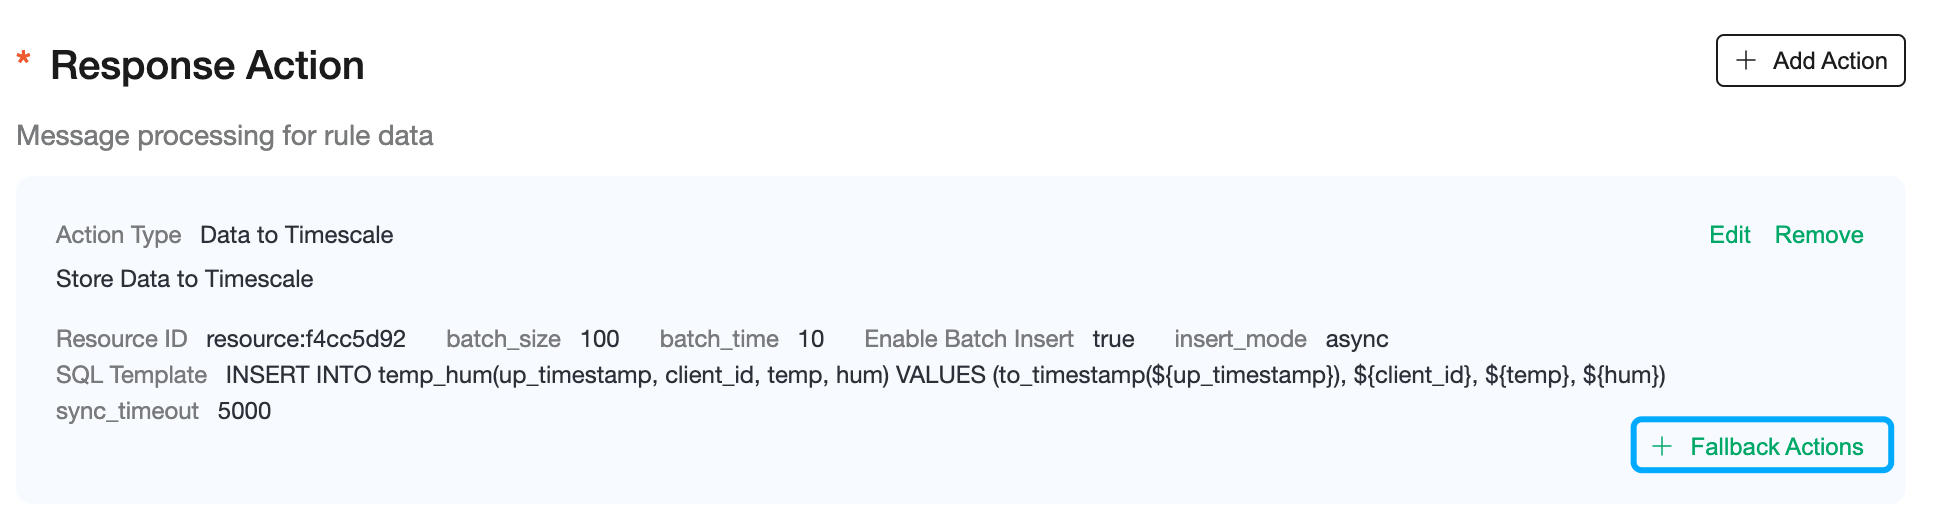 * Response Action
+ Add Action
Message processing for rule data
Action Type Data to Timescale
Edit Remove
Store Data to Timescale
Resource ID resource:f4cc5d92 batch_size 100 batch_time 10 Enable Batch Insert true insert_mode async
SQL Template INSERT INTO temp_hum(up_timestamp, client_id, temp, hum) VALUES (to_timestamp(${up_timestamp}), ${client_id}, ${temp}, ${hum})
sync_timeout 5000
+ Fallback Actions